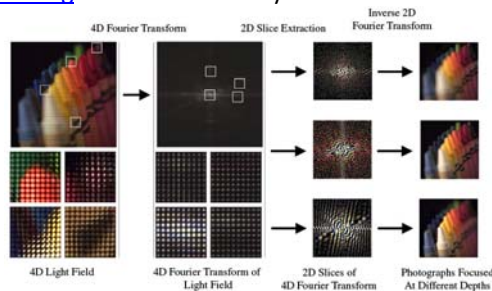 4D Fourier Transform
2D Slice Extraction
Inverse 2D
Fourier Transform
4D Light Field
4D Fourier Transform of
Light Field
2D Slices of
4D Fourier Transform
Photographs Focused
At Different Depths